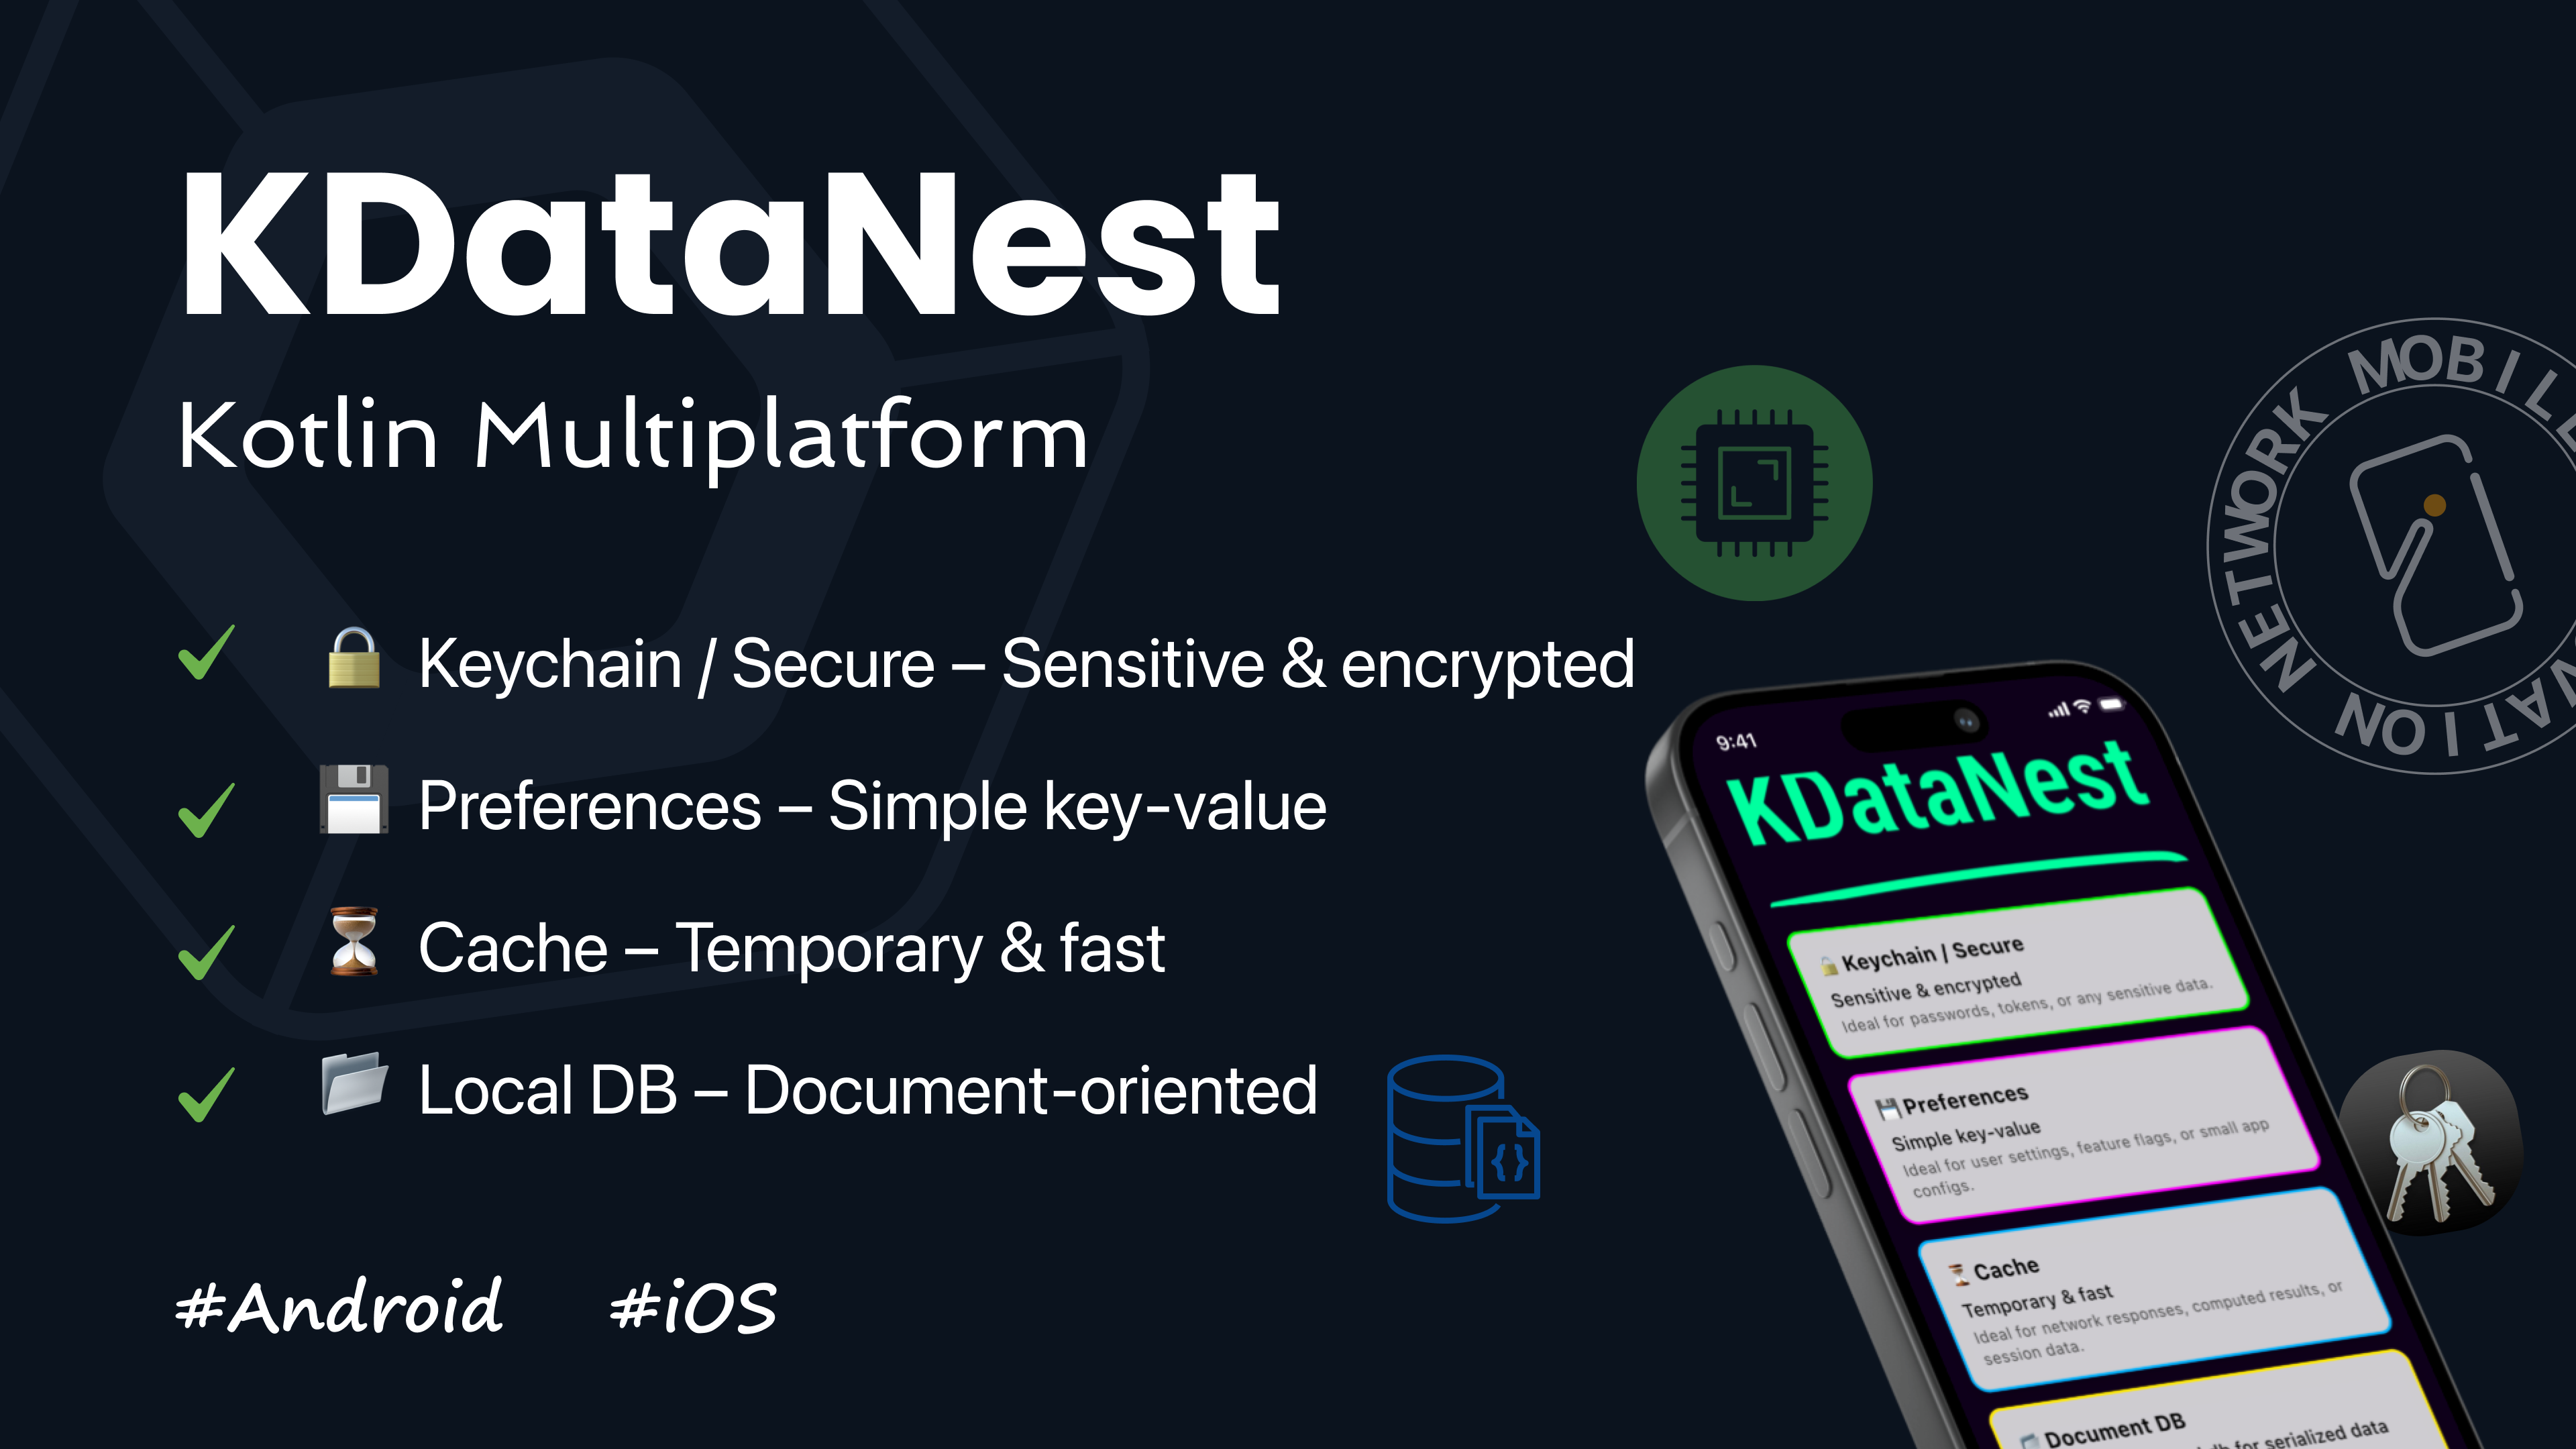 KDataNest
Kotlin Multiplatform
🔒 Keychain / Secure – Sensitive & encrypted
💾 Preferences – Simple key-value
⏳ Cache – Temporary & fast
📂 Local DB – Document-oriented
#Android #iOS
NETWORK MOBILE
NATION
9:41
KDataNest
🔒 Keychain / Secure
Sensitive & encrypted
Ideal for passwords, tokens, or any sensitive data.
💾 Preferences
Simple key-value
Ideal for user settings, feature flags, or small app
configs.
⏳ Cache
Temporary & fast
Ideal for network responses, computed results, or
session data.
Document DB
db for serialized data
{}